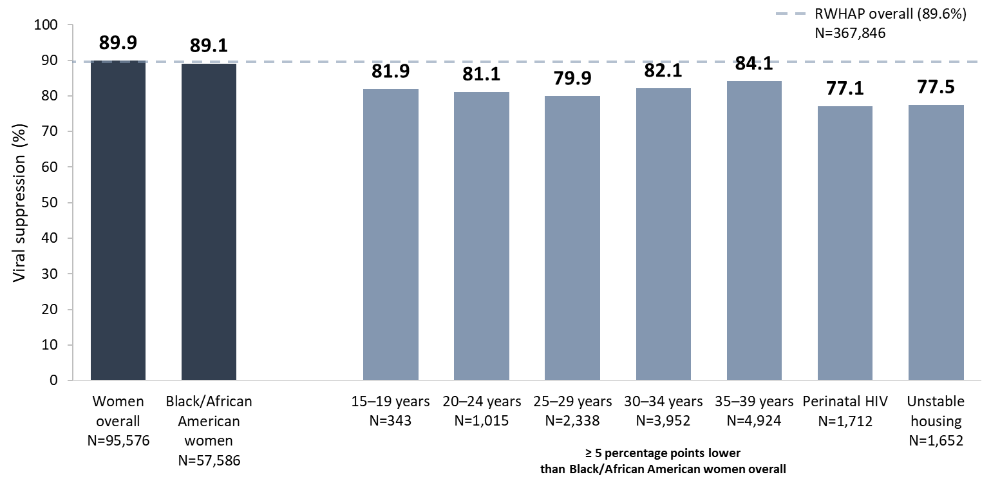 RWHAP overall (89.6%)
N=367,846
Viral suppression (%)
100
90
80
70
60
50
40
30
20
10
0
89.9
89.1
81.9
81.1
79.9
82.1
84.1
77.1
77.5
Women
overall
N=95,576
Black/African
American
women
N=57,586
15–19 years
N=343
20–24 years
N=1,015
25–29 years
N=2,338
30–34 years
N=3,952
35–39 years
N=4,924
Perinatal HIV
N=1,712
Unstable
housing
N=1,652
≥ 5 percentage points lower
than Black/African American women overall